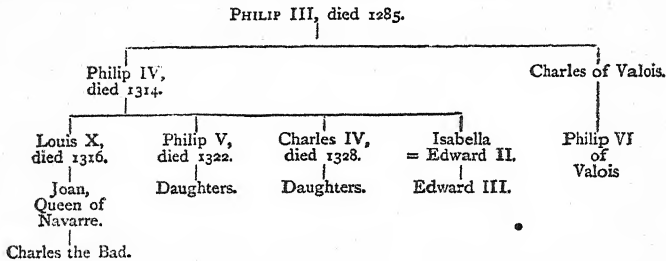 PHILIP III, died 1285.
Philip IV,
died 1314.
Charles of Valois.
Louis X,
died 1316.
Philip V,
died 1322.
Charles IV,
died 1328.
Isabella
= Edward II.
Philip VI
of
Valois
Joan,
Queen of
Navarre.
Daughters.
Daughters.
Edward III.
Charles the Bad.